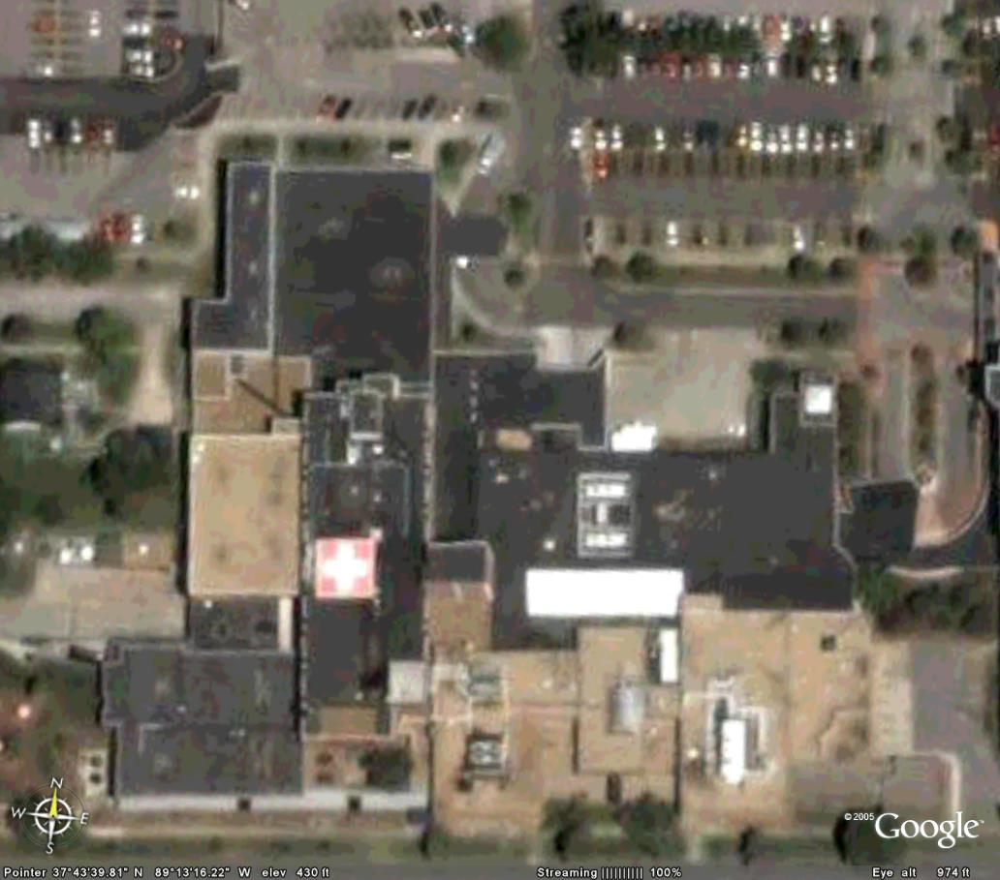 N
W E
S
© 2005 Google™
Pointer 37°43'39.81" N 89°13'16.22" W elev 430 ft Streaming |||||||||| 100% Eye alt 974 ft